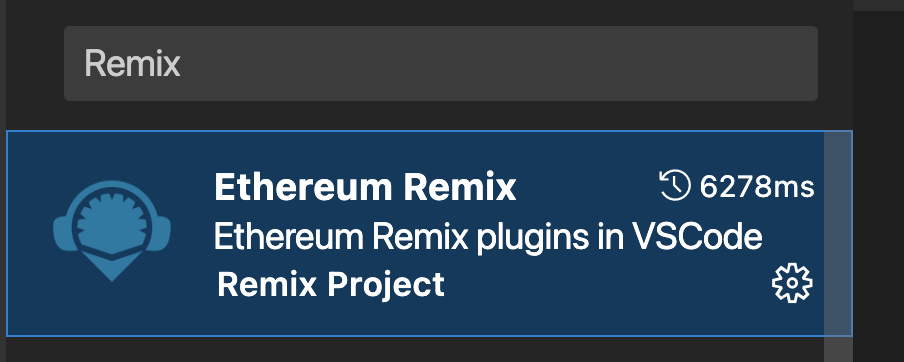 Remix
Ethereum Remix 6278ms
Ethereum Remix plugins in VSCode
Remix Project